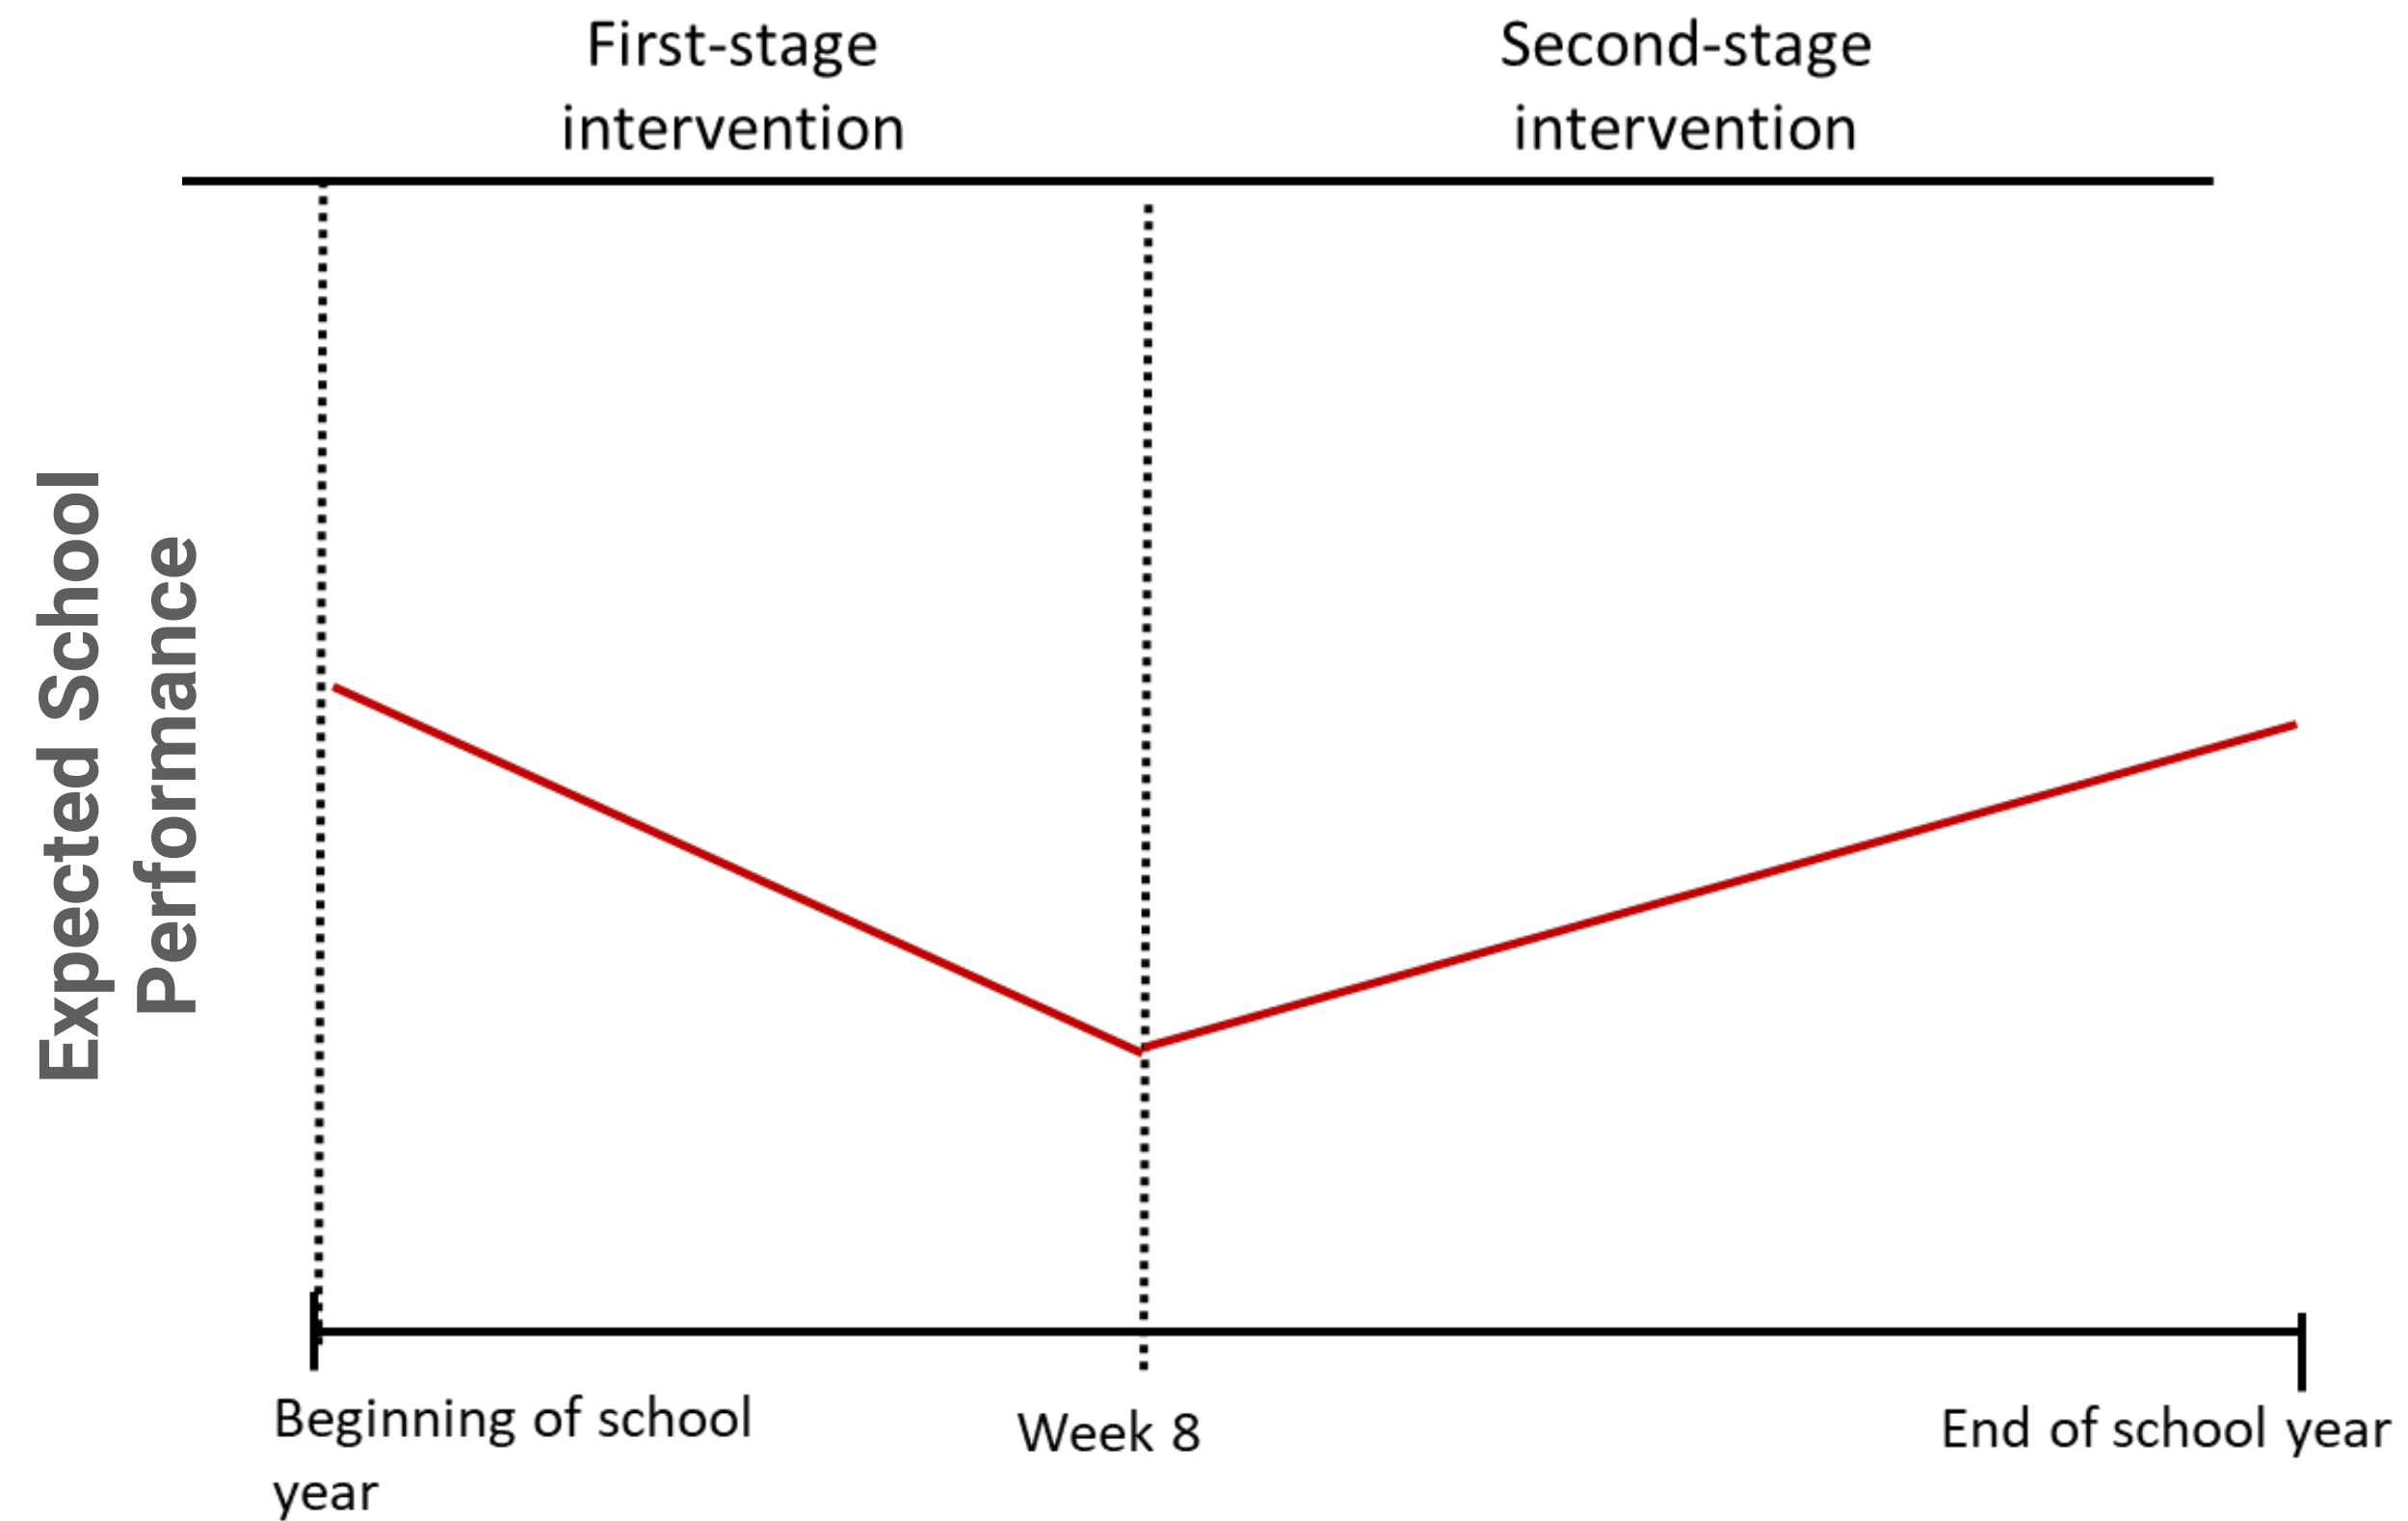 First-stage
intervention
Second-stage
intervention
Expected School
Performance
Beginning of school
year
Week 8
End of school year